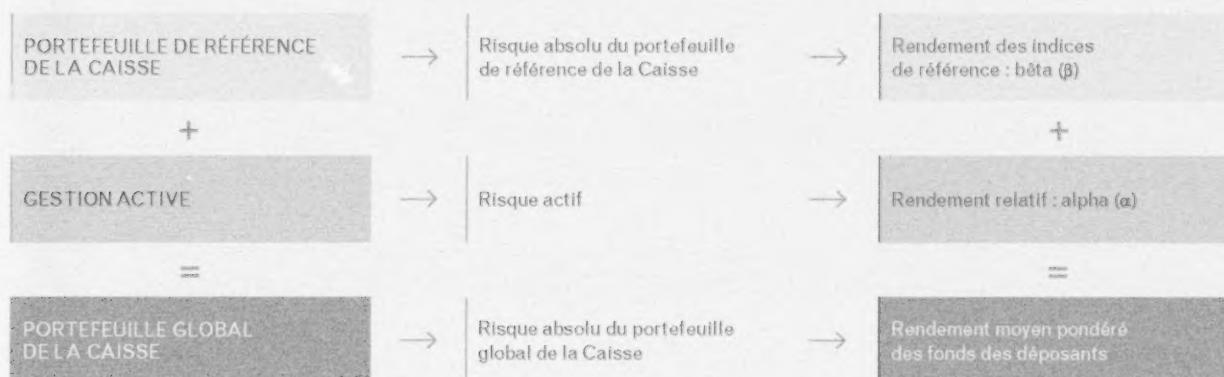 PORTEFEUILLE DE RÉFÉRENCE
DE LA CAISSE
→
Risque absolu du portefeuille
de référence de la Caisse
→
Rendement des indices
de référence : bêta (β)
+
+
GESTION ACTIVE
→
Risque actif
→
Rendement relatif : alpha (α)
=
=
PORTEFEUILLE GLOBAL
DE LA CAISSE
→
Risque absolu du portefeuille
global de la Caisse
→
Rendement moyen pondéré
des fonds des déposants